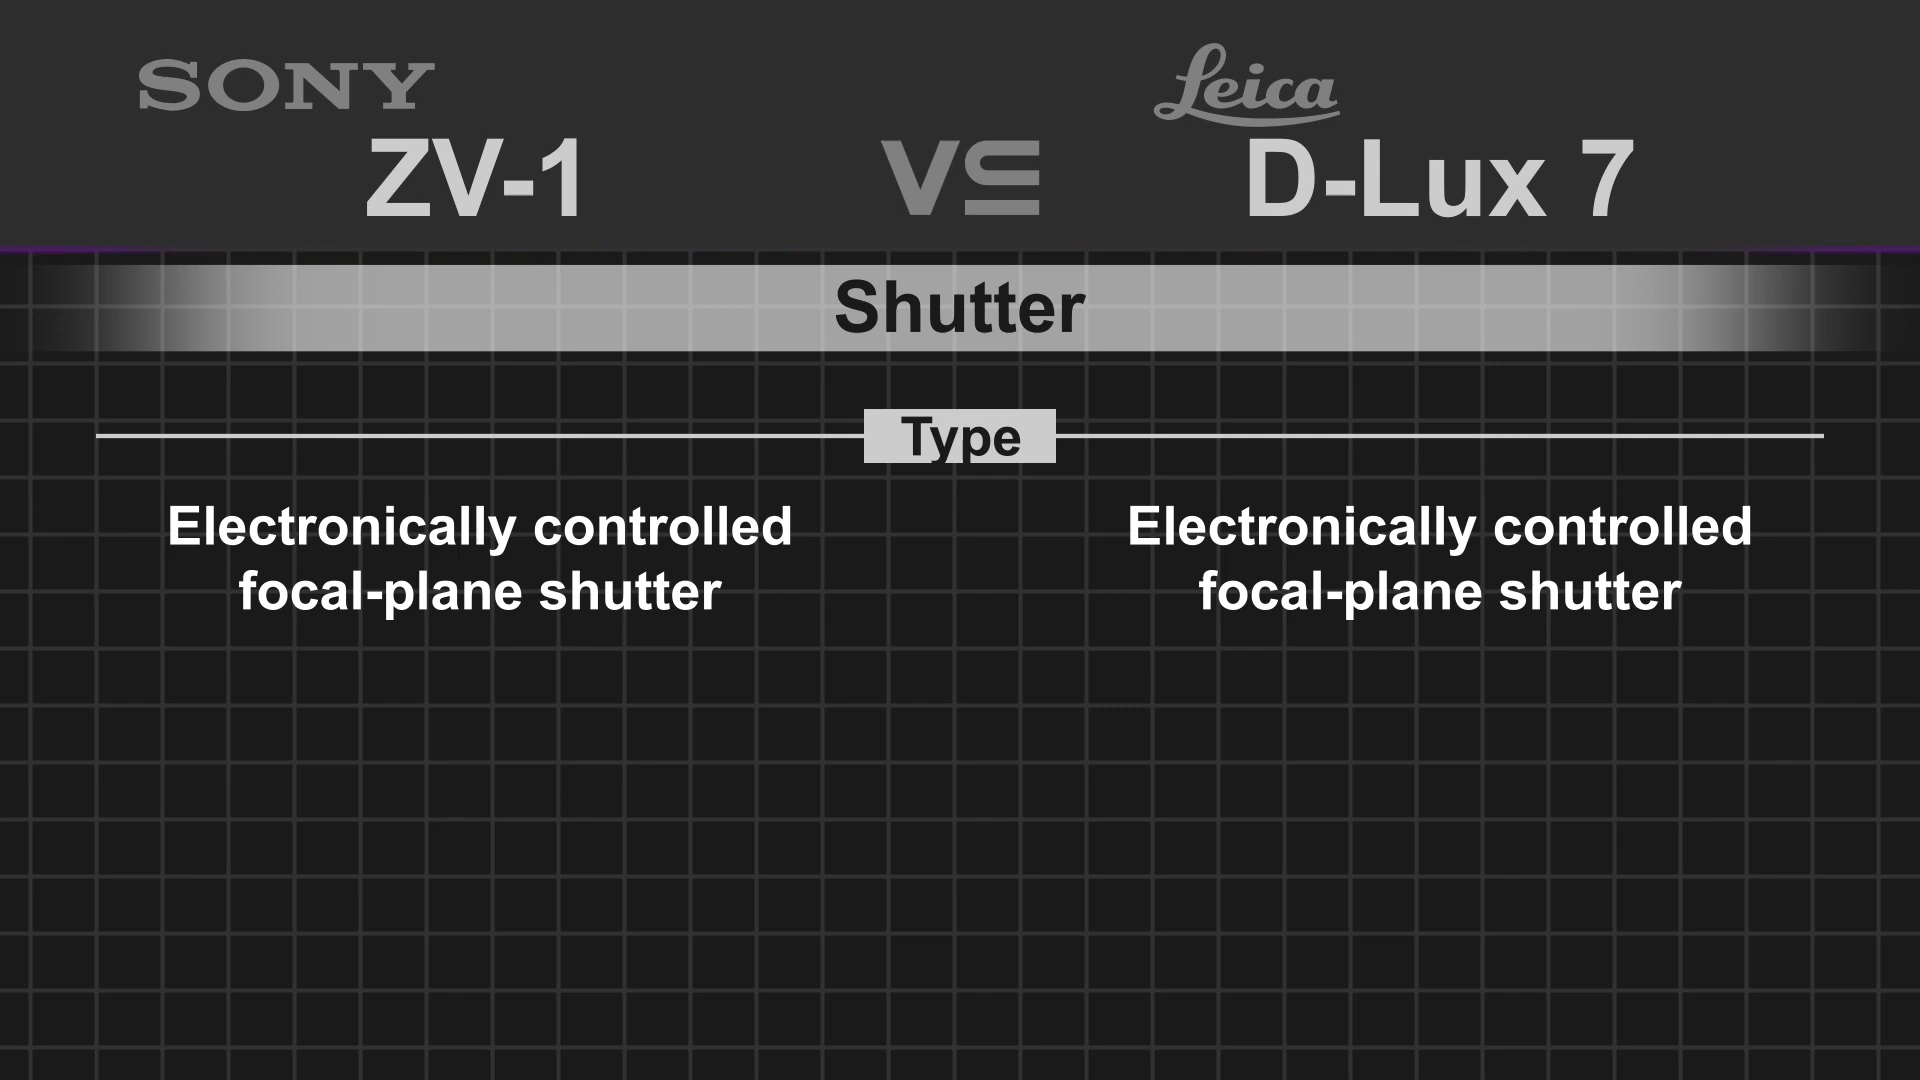 SONY
Leica
ZV-1
VS
D-Lux 7
Shutter
Type
Electronically controlled
focal-plane shutter
Electronically controlled
focal-plane shutter